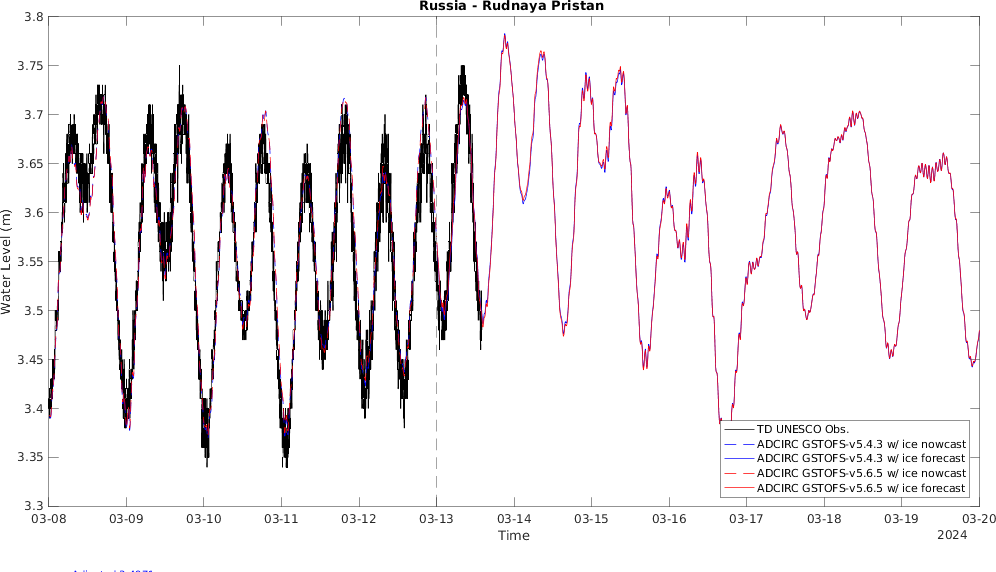 Russia - Rudnaya Pristan
3.8
3.75
3.7
3.65
3.6
3.55
3.5
3.45
3.4
3.35
3.3
Water Level (m)
03-08 03-09 03-10 03-11 03-12 03-13 03-14 03-15 03-16 03-17 03-18 03-19 03-20
Time
2024
TD UNESCO Obs.
ADCIRC GSTOFS-v5.4.3 w/ ice nowcast
ADCIRC GSTOFS-v5.4.3 w/ ice forecast
ADCIRC GSTOFS-v5.6.5 w/ ice nowcast
ADCIRC GSTOFS-v5.6.5 w/ ice forecast